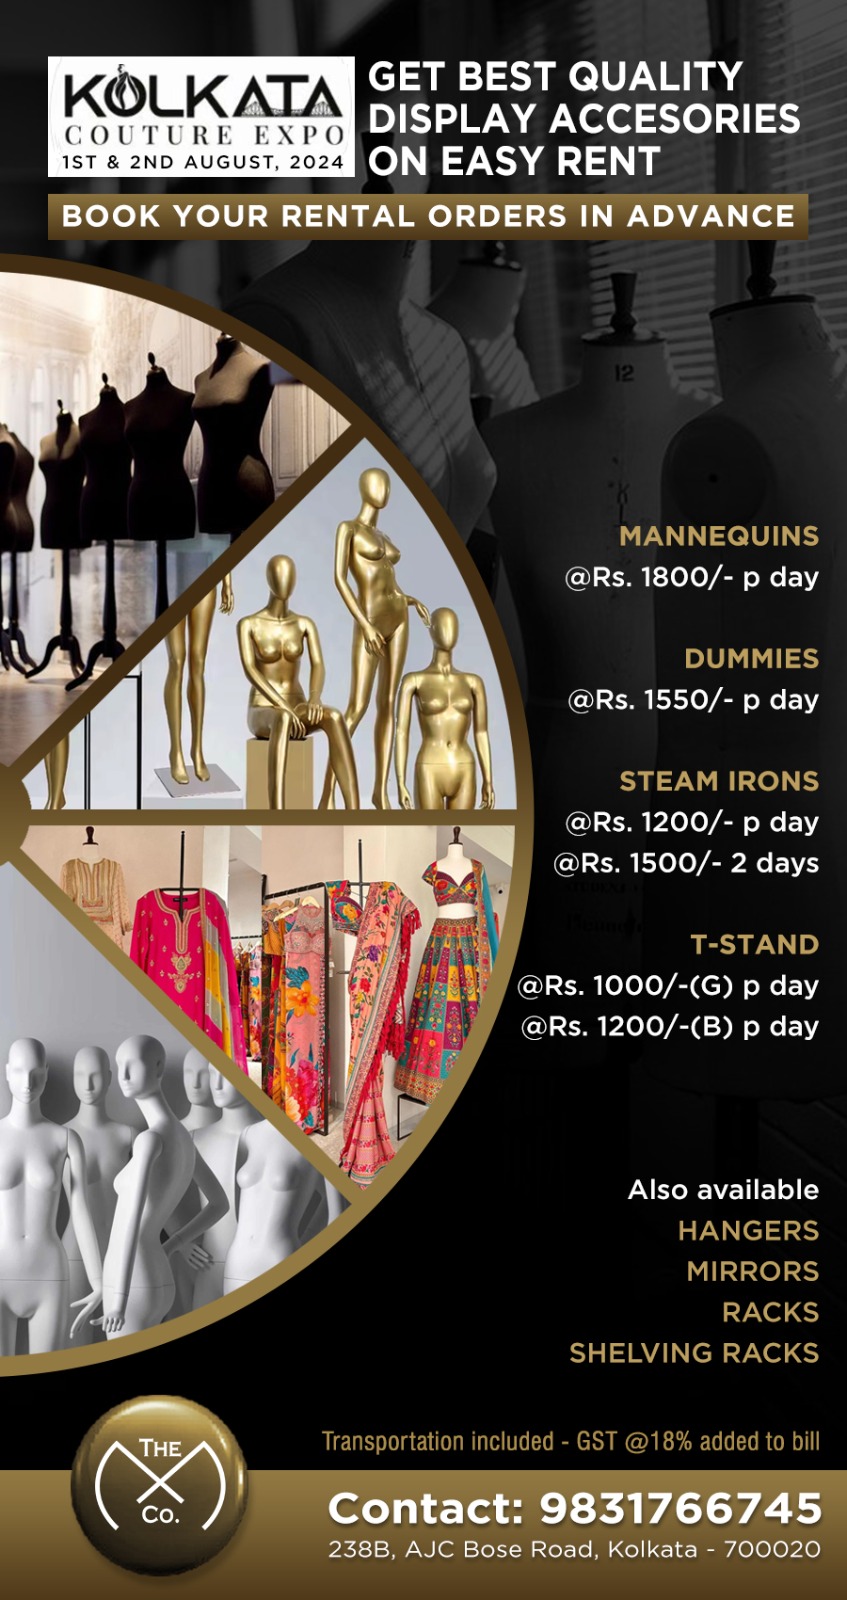 KOLKATA
COUTURE EXPO
1ST & 2ND AUGUST, 2024
GET BEST QUALITY
DISPLAY ACCESORIES
ON EASY RENT
BOOK YOUR RENTAL ORDERS IN ADVANCE
12
MANNEQUINS
@Rs. 1800/- p day
DUMMIES
@Rs. 1550/- p day
STEAM IRONS
@Rs. 1200/- p day
@Rs. 1500/- 2 days
T-STAND
@Rs. 1000/-(G) p day
@Rs. 1200/-(B) p day
Also available
HANGERS
MIRRORS
RACKS
SHELVING RACKS
Transportation included - GST @18% added to bill
THE
Co.
Contact: 9831766745
238B, AJC Bose Road, Kolkata - 700020